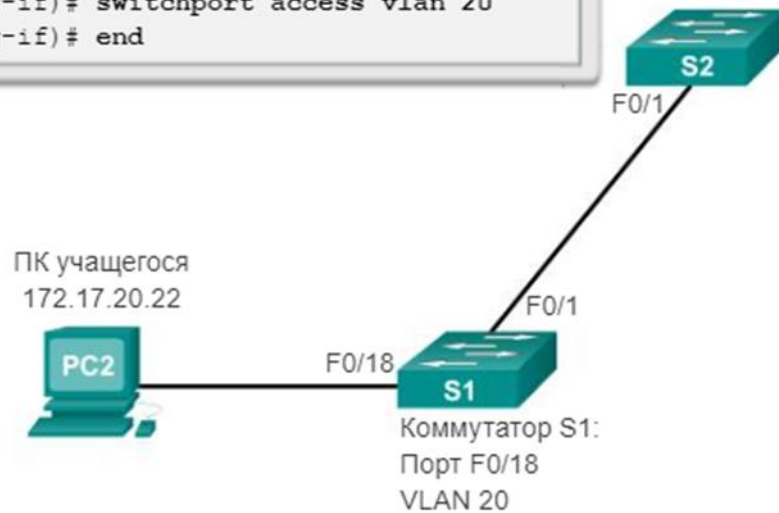 -if)# switchport access vlan 20
-if)# end
S2
F0/1
ПК учащегося
172.17.20.22
F0/1
PC2
F0/18
S1
Коммутатор S1:
Порт F0/18
VLAN 20